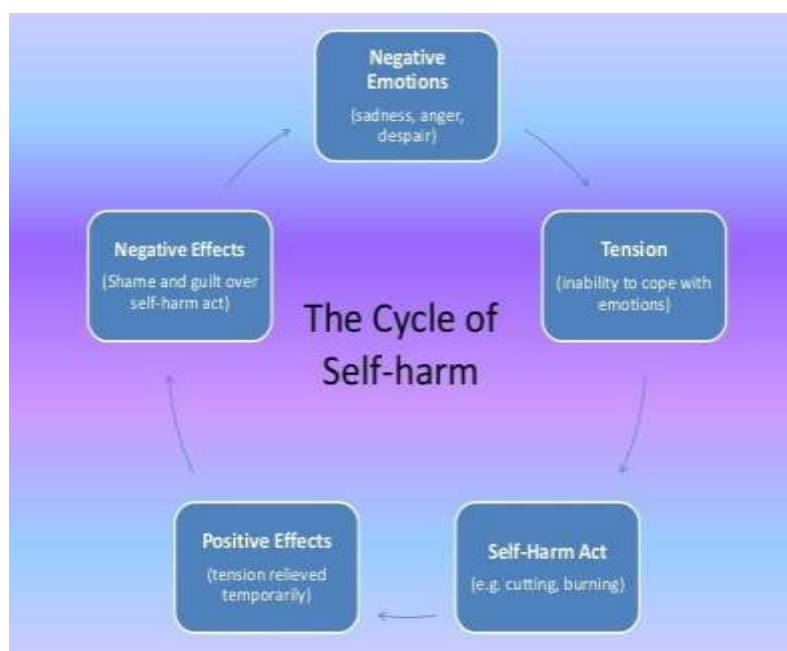 Negative
Emotions
(sadness, anger,
despair)
Tension
(inability to cope with
emotions)
Self-Harm Act
(e.g. cutting, burning)
Positive Effects
(tension relieved
temporarily)
Negative Effects
(Shame and guilt over
self-harm act)
The Cycle of
Self-harm